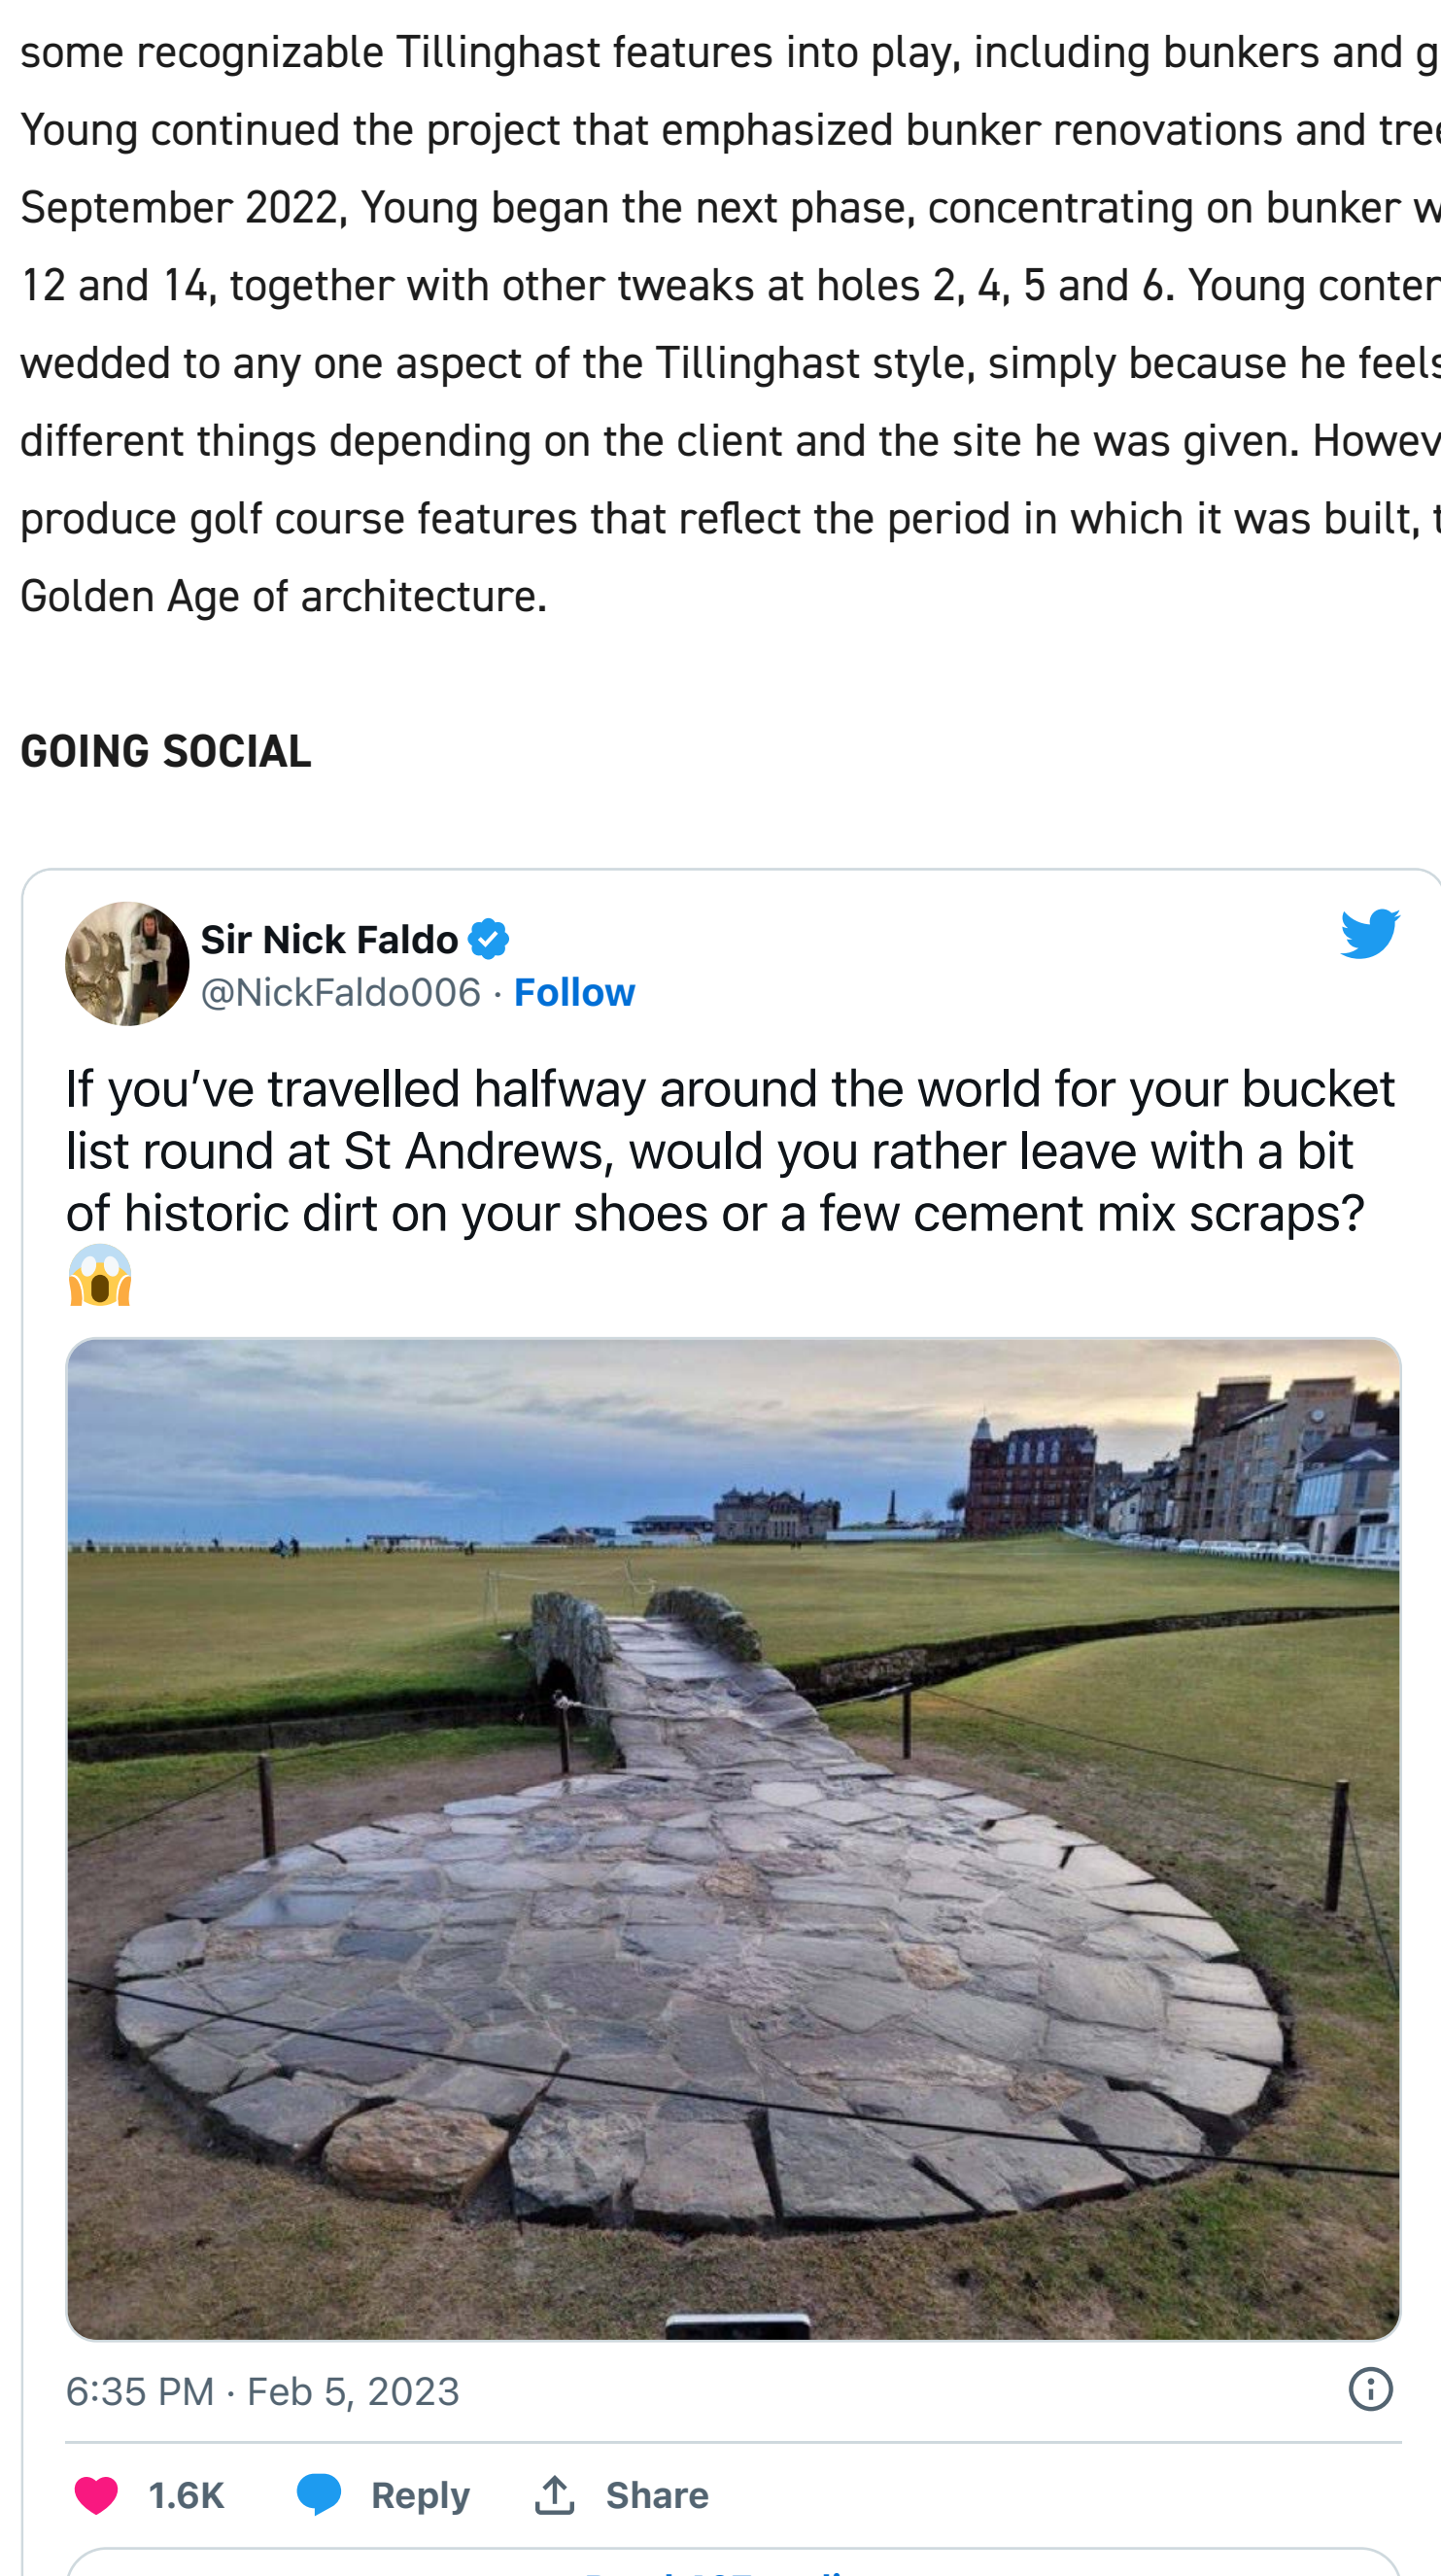 some recognizable Tillinghast features into play, including bunkers and g
Young continued the project that emphasized bunker renovations and tree
September 2022, Young began the next phase, concentrating on bunker w
12 and 14, together with other tweaks at holes 2, 4, 5 and 6. Young conten
wedded to any one aspect of the Tillinghast style, simply because he feels
different things depending on the client and the site he was given. Howev
produce golf course features that reflect the period in which it was built, t
Golden Age of architecture.
GOING SOCIAL
Sir Nick Faldo
@NickFaldo006 · Follow
If you’ve travelled halfway around the world for your bucket
list round at St Andrews, would you rather leave with a bit
of historic dirt on your shoes or a few cement mix scraps?
😱
6:35 PM · Feb 5, 2023
1.6K Reply Share